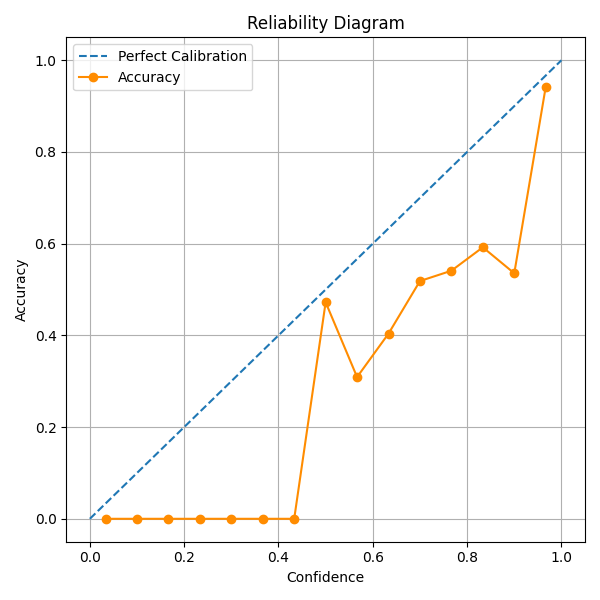 Reliability Diagram
Perfect Calibration
Accuracy
Accuracy
1.0
0.8
0.6
0.4
0.2
0.0
0.0 0.2 0.4 0.6 0.8 1.0
Confidence